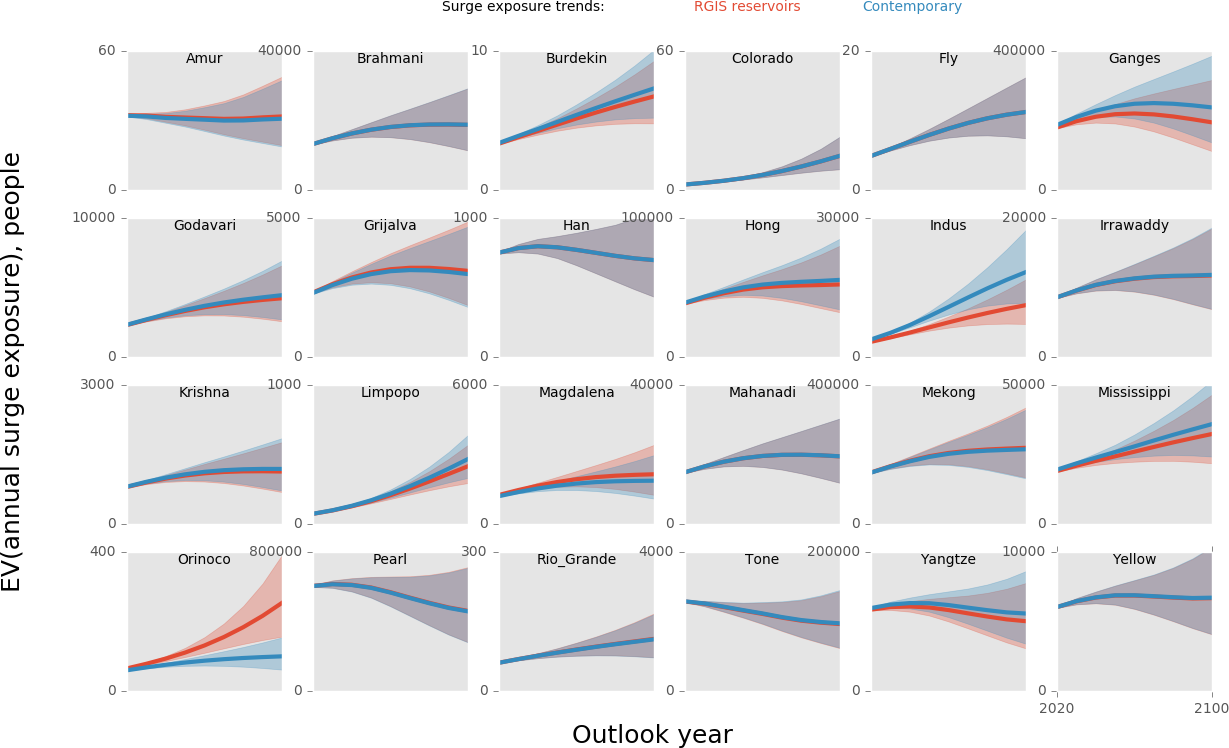 Surge exposure trends: RGIS reservoirs Contemporary
60 40000 10 60 20 400000
Amur Brahmani Burdekin Colorado Fly Ganges
0 0 0 0 0 0
10000 5000 1000 100000 30000 20000
Godavari Grijalva Han Hong Indus Irrawaddy
0 0 0 0 0 0
3000 1000 6000 40000 400000 50000
Krishna Limpopo Magdalena Mahanadi Mekong Mississippi
0 0 0 0 0 0
400 800000 300 4000 200000 10000
Orinoco Pearl Rio_Grande Tone Yangtze Yellow
0 0 0 0 0 0
2020 2100
EV(annual surge exposure), people
Outlook year